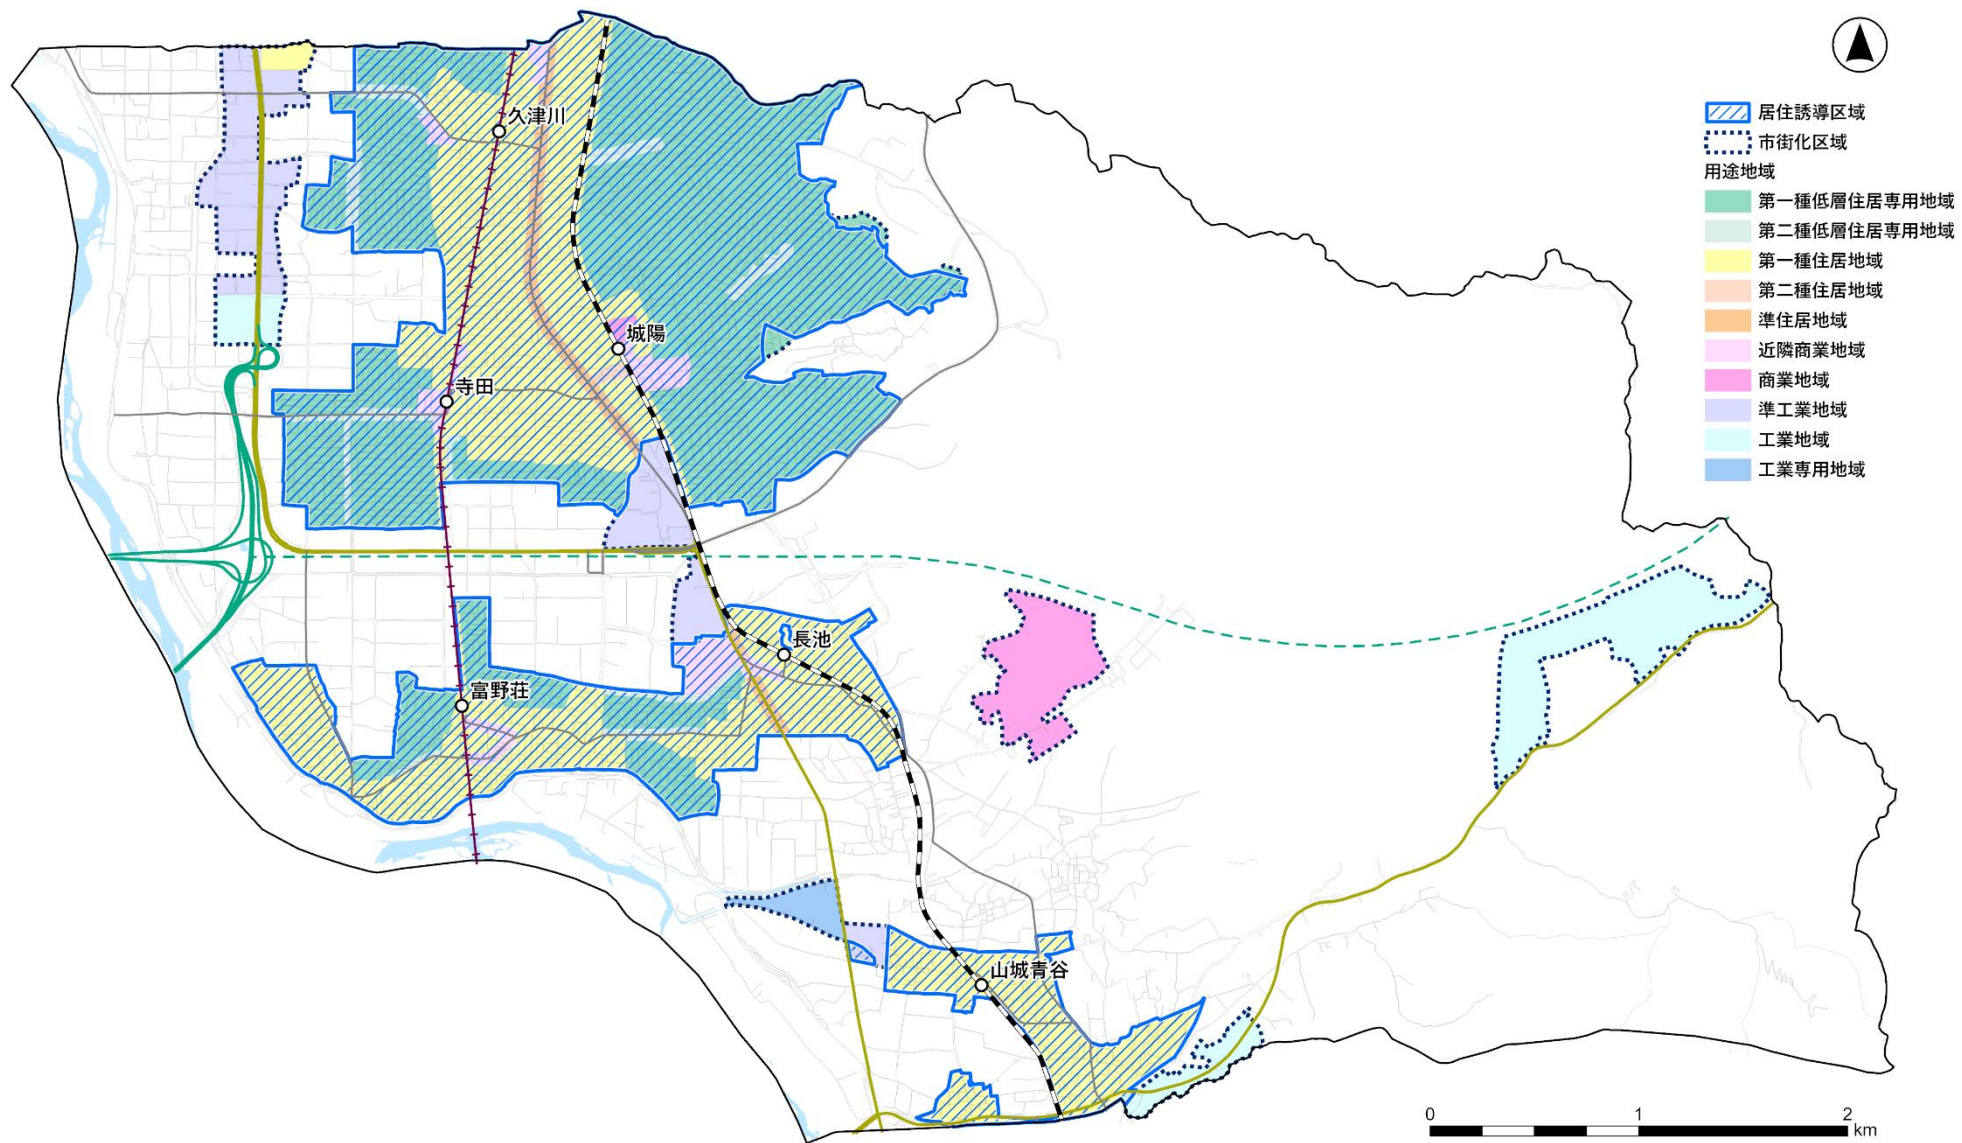 居住誘導区域
市街化区域
用途地域
第一種低層住居専用地域
第二種低層住居専用地域
第一種住居地域
第二種住居地域
準住居地域
近隣商業地域
商業地域
準工業地域
工業地域
工業専用地域
久津川
城陽
寺田
長池
富野荘
山城青谷
0 1 2
km